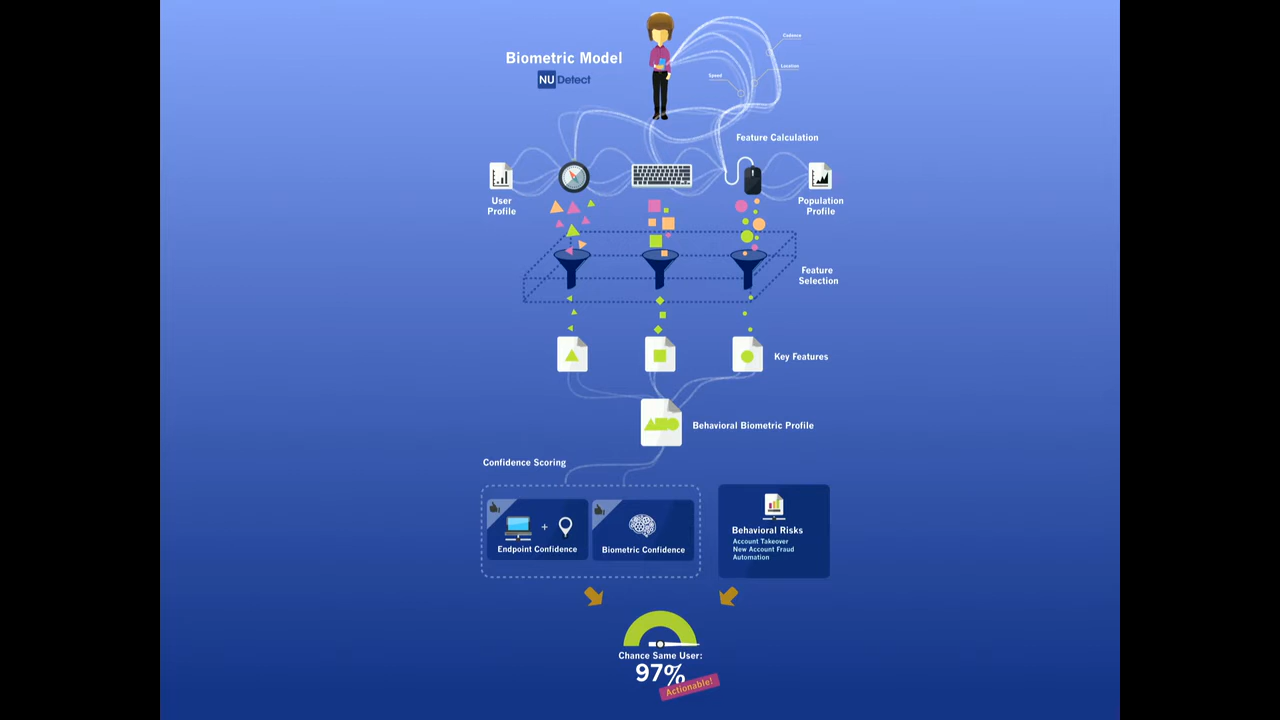 Cadence
Biometric Model
Location
Speed
NU Detect
Feature Calculation
User
Profile
Population
Profile
Feature
Selection
Key Features
Behavioral Biometric Profile
Confidence Scoring
Behavioral Risks
Account Takeover
New Account Fraud
Automation
+
Endpoint Confidence
Biometric Confidence
Chance Same User:
97%
Actionable!